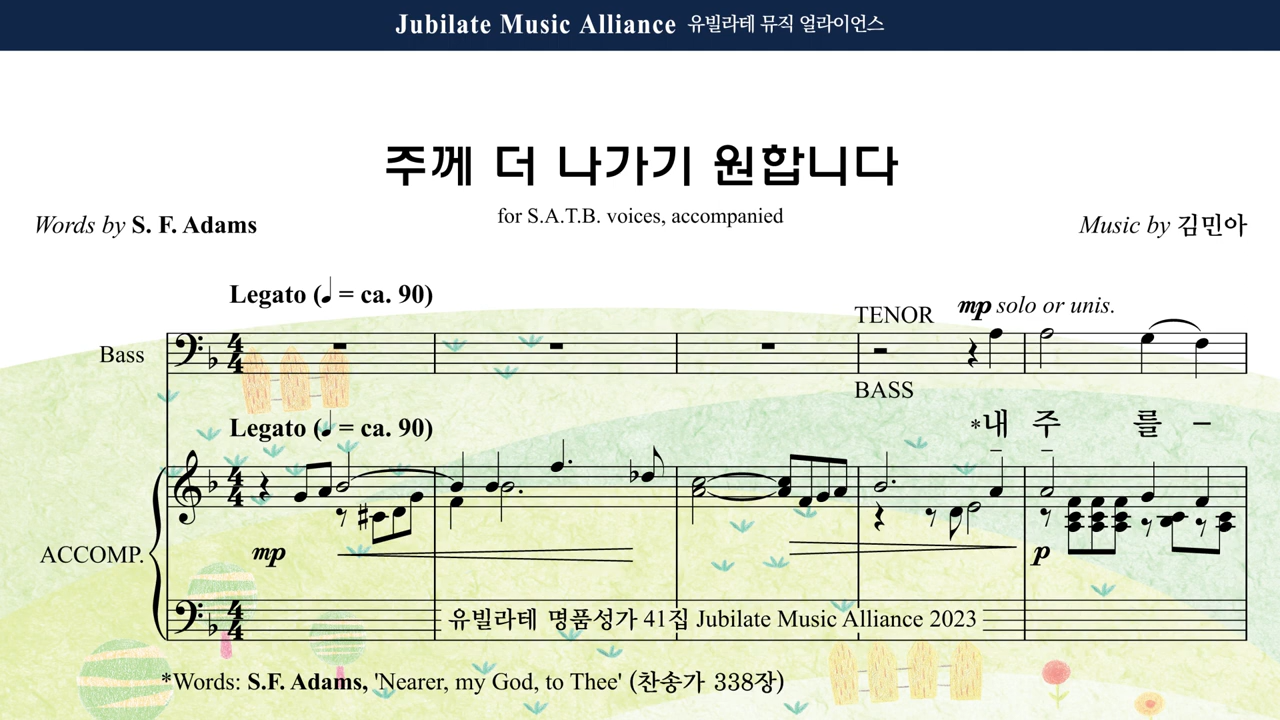 Jubilate Music Alliance 유빌라테 뮤직 얼라이언스
주께 더 나가기 원합니다
for S.A.T.B. voices, accompanied
Words by S. F. Adams
Music by 김민아
Legato (♩ = ca. 90)
TENOR mp solo or unis.
Bass
BASS
*내 주 를 –
Legato (♩ = ca. 90)
ACCOMP.
mp
p
유빌라테 명품성가 41집 Jubilate Music Alliance 2023
*Words: S.F. Adams, 'Nearer, my God, to Thee' (찬송가 338장)